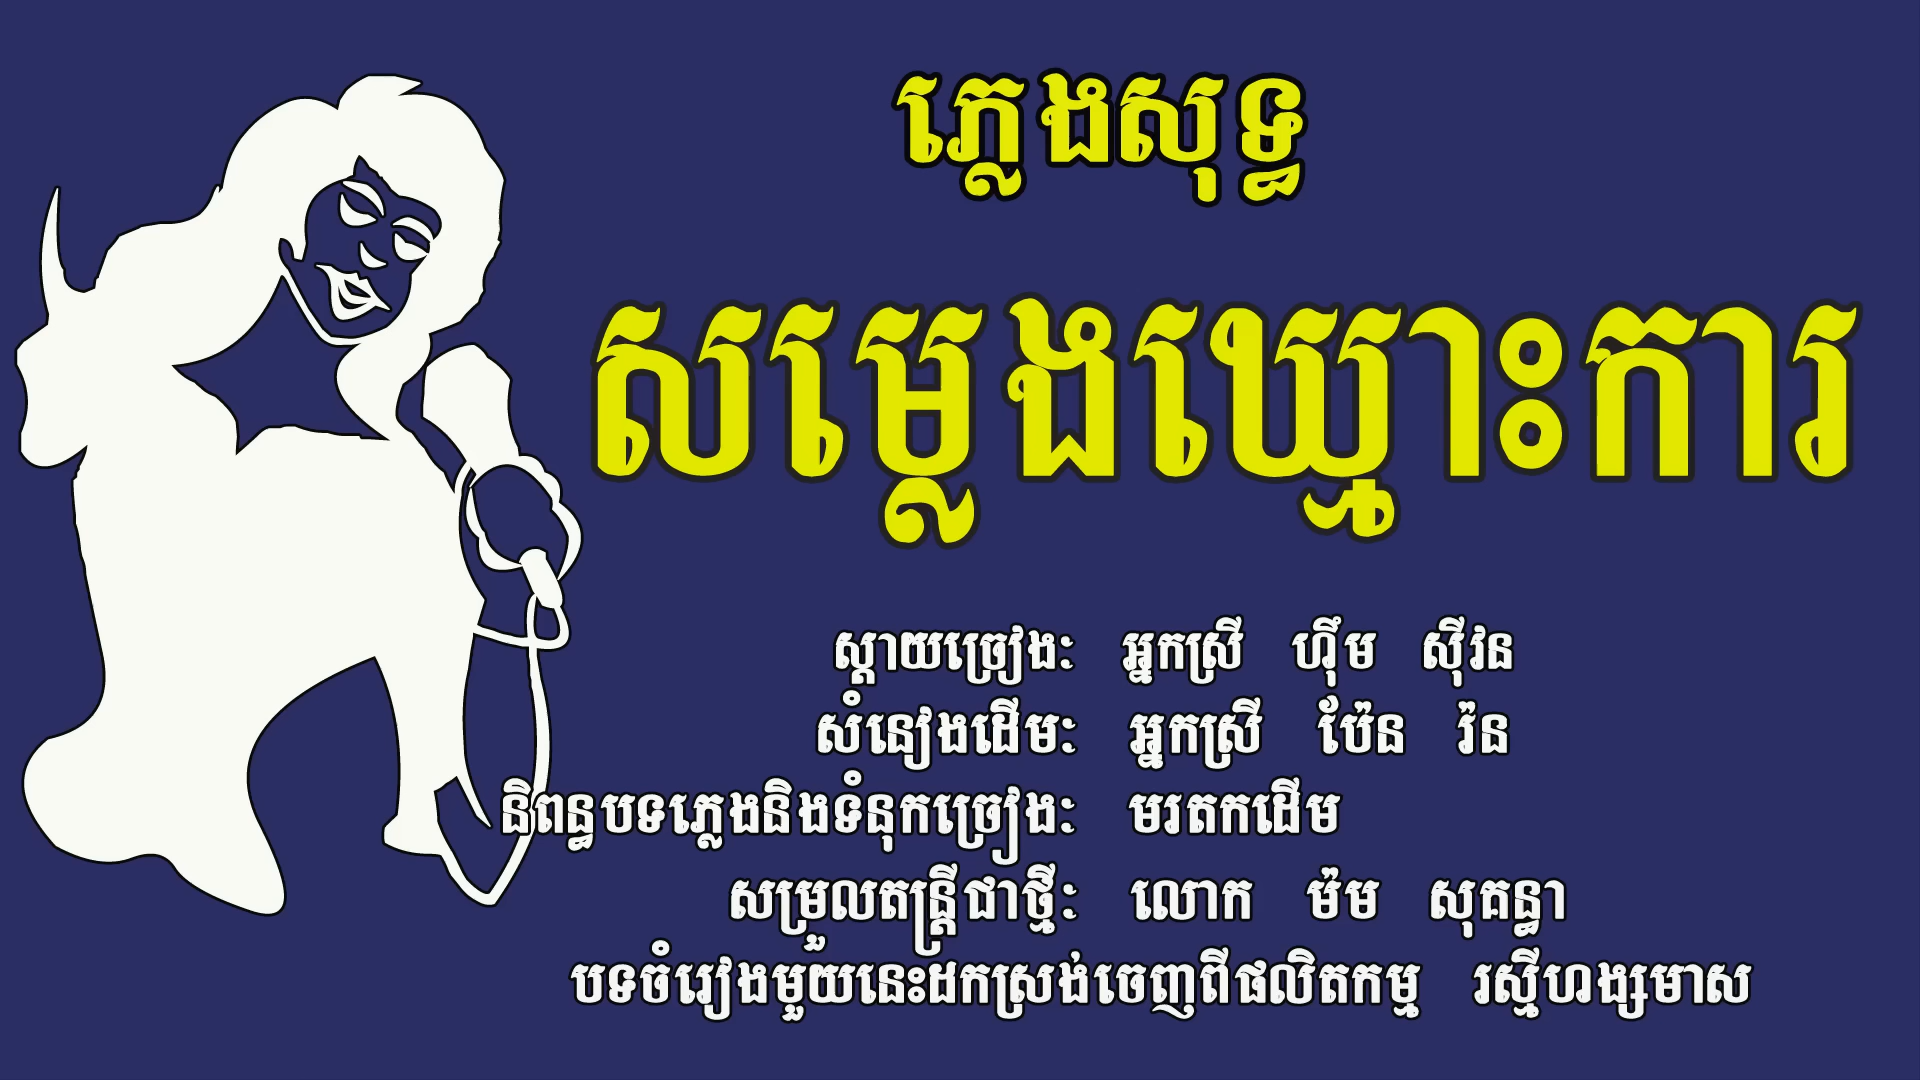 ភ្លេងសុទ្ធ
សម្លេងឃ្មោះការ
ស្តាយច្រៀង: អ្នកស្រី ហ៊ឹម ស៊ីវន
សំនៀងដើម: អ្នកស្រី ប៉ែន រ៉ន
និពន្ធបទភ្លេងនិងទំនុកច្រៀង: មរតកដើម
សម្រួលតន្ត្រីជាថ្មី: លោក ម៉ម សុគន្ធា
បទចំរៀងមួយនេះដកស្រង់ចេញពីផលិតកម្ម រស្មីហង្សមាស